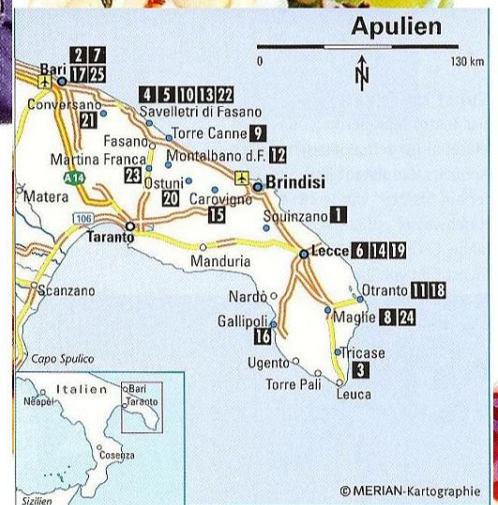 Apulien
0 130 km
N
2 7
Bari 17 25
Conversano
21
4 5 10 13 22
Savelletri di Fasano
Fasano
Torre Canne 9
Martina Franca
Montalbano d.F. 12
A 14
23
Ostuni
20
Carovigno
15
Brindisi
Matera
106
Taranto
Squinzano 1
Manduria
Lecce 6 14 19
Scanzano
Nardò
Otranto 11 18
Gallipoli
16
Maglie 8 24
Capo Spulico
Ugento
Tricase
3
Torre Pali
Leuca
Italien
Bari
Neapel
Taranto
Cosenza
Sizilien
© MERIAN-Kartographie